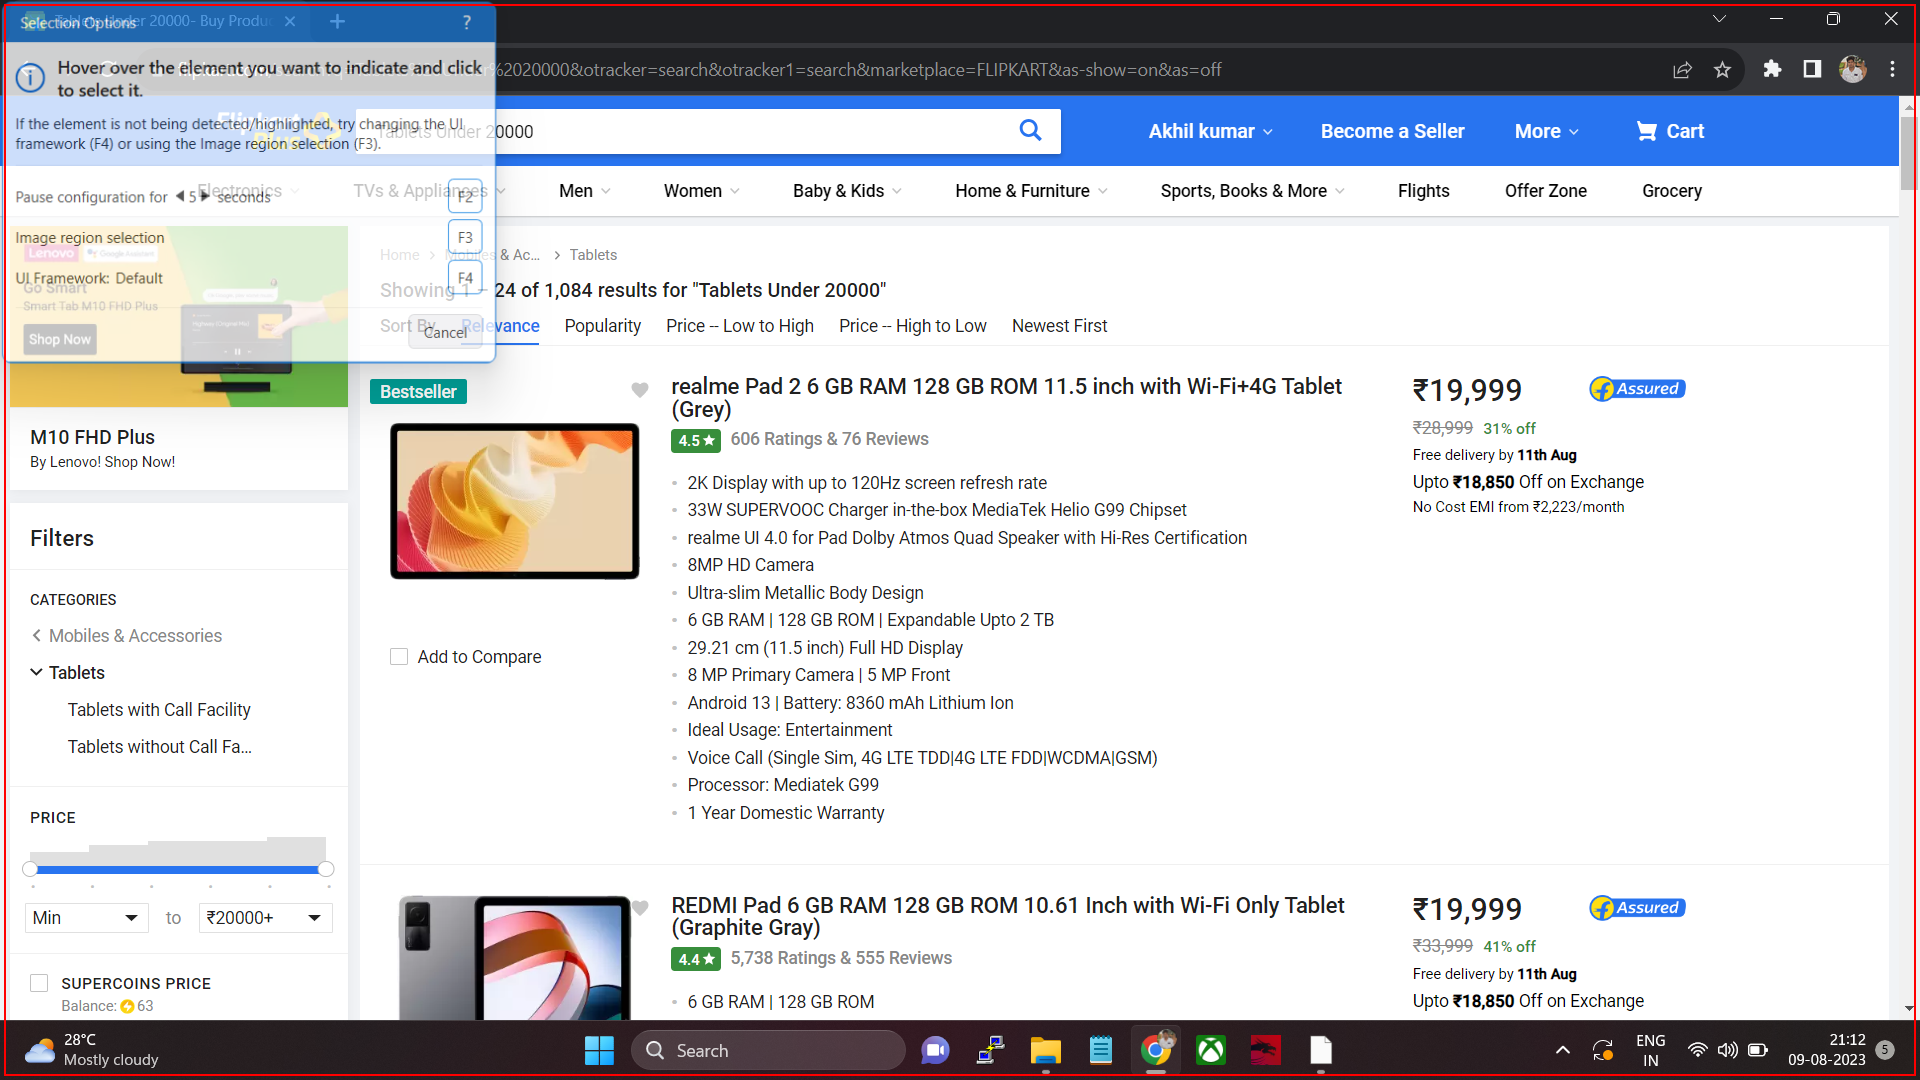 Selection Options
Tablets Under 20000- Buy Produ
?
Hover over the element you want to indicate and click
to select it.
%2020000&otracker=search&otracker1=search&marketplace=FLIPKART&as-show=on&as=off
If the element is not being detected/highlighted, try changing the UI
framework (F4) or using the Image region selection (F3).
Flipkart
Plus
Tablets Under 20000
Akhil kumar
Become a Seller
More
Cart
Pause configuration for 5 seconds
F2
Electronics
TVs & Appliances
Men
Women
Baby & Kids
Home & Furniture
Sports, Books & More
Flights
Offer Zone
Grocery
Image region selection
F3
UI Framework: Default
F4
Cancel
Lenovo
Google Assistant
Go Smart
Smart Tab M10 FHD Plus
Shop Now
M10 FHD Plus
By Lenovo! Shop Now!
Home
Mobiles & Ac...
Tablets
Showing 1 – 24 of 1,084 results for "Tablets Under 20000"
Sort By
Relevance
Popularity
Price -- Low to High
Price -- High to Low
Newest First
Filters
CATEGORIES
Mobiles & Accessories
Tablets
Tablets with Call Facility
Tablets without Call Fa...
PRICE
Min
to
₹20000+
SUPERCOINS PRICE
Balance: 63
Bestseller
Add to Compare
realme Pad 2 6 GB RAM 128 GB ROM 11.5 inch with Wi-Fi+4G Tablet
(Grey)
4.5★ 606 Ratings & 76 Reviews
2K Display with up to 120Hz screen refresh rate
33W SUPERVOOC Charger in-the-box MediaTek Helio G99 Chipset
realme UI 4.0 for Pad Dolby Atmos Quad Speaker with Hi-Res Certification
8MP HD Camera
Ultra-slim Metallic Body Design
6 GB RAM | 128 GB ROM | Expandable Upto 2 TB
29.21 cm (11.5 inch) Full HD Display
8 MP Primary Camera | 5 MP Front
Android 13 | Battery: 8360 mAh Lithium Ion
Ideal Usage: Entertainment
Voice Call (Single Sim, 4G LTE TDD|4G LTE FDD|WCDMA|GSM)
Processor: Mediatek G99
1 Year Domestic Warranty
₹19,999
Assured
₹28,999 31% off
Free delivery by 11th Aug
Upto ₹18,850 Off on Exchange
No Cost EMI from ₹2,223/month
REDMI Pad 6 GB RAM 128 GB ROM 10.61 Inch with Wi-Fi Only Tablet
(Graphite Gray)
4.4★ 5,738 Ratings & 555 Reviews
6 GB RAM | 128 GB ROM
₹19,999
Assured
₹33,999 41% off
Free delivery by 11th Aug
Upto ₹18,850 Off on Exchange
28°C
Mostly cloudy
Search
ENG
IN
21:12
09-08-2023
5